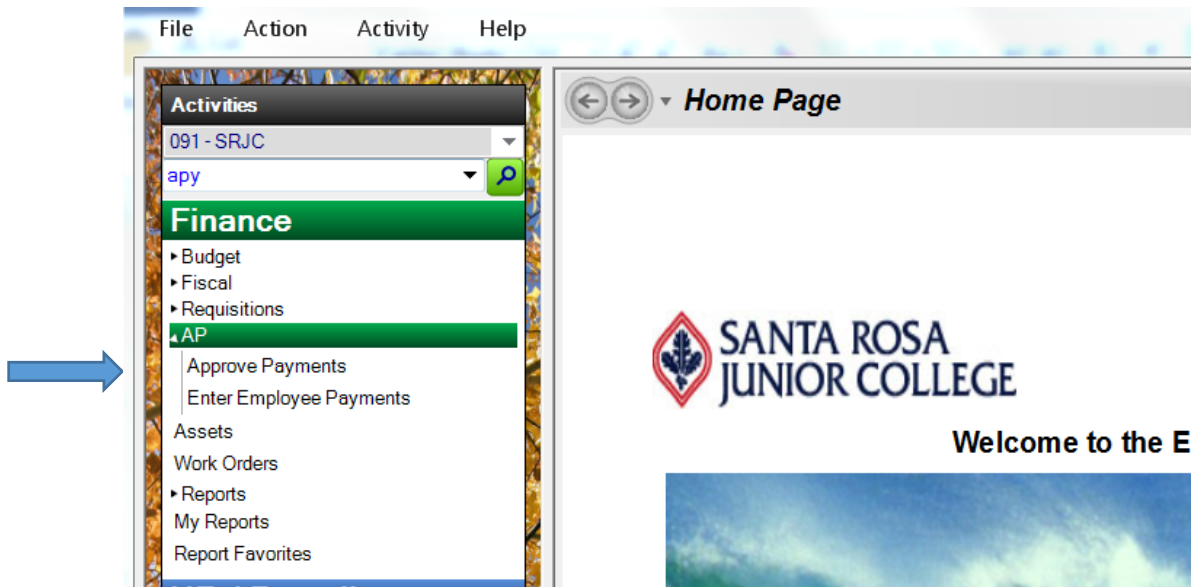 File Action Activity Help
Activities
091 - SRJC
apy
Finance
Budget
Fiscal
Requisitions
AP
Approve Payments
Enter Employee Payments
Assets
Work Orders
Reports
My Reports
Report Favorites
Home Page
SANTA ROSA
JUNIOR COLLEGE
Welcome to the E